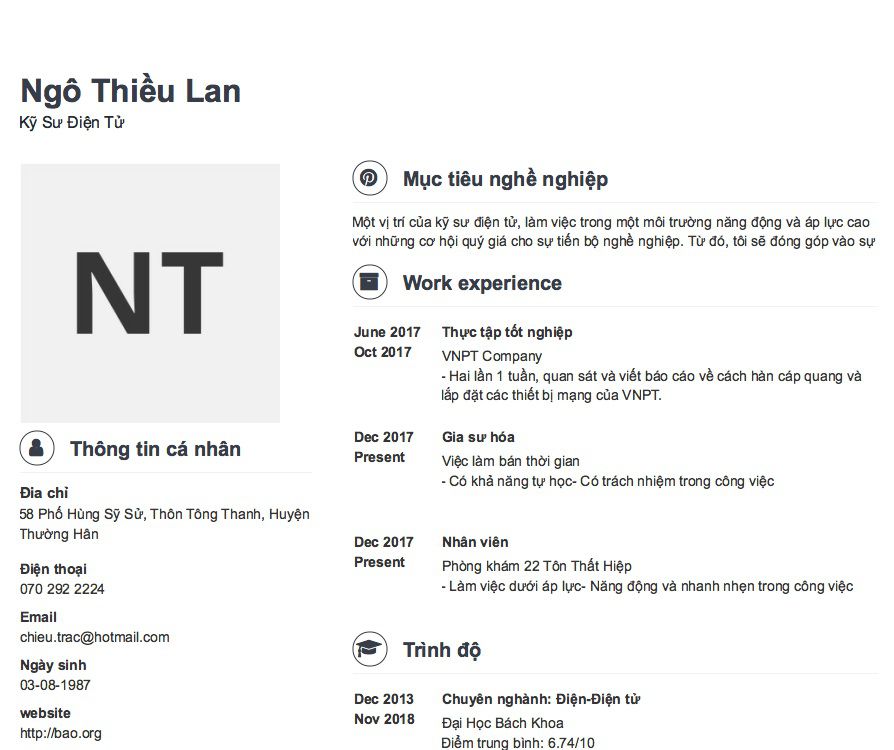 Ngô Thiều Lan
Kỹ Sư Điện Tử
NT
Thông tin cá nhân
Đia chỉ
58 Phố Hùng Sỹ Sử, Thôn Tông Thanh, Huyện
Thường Hân
Điện thoại
070 292 2224
Email
chieu.trac@hotmail.com
Ngày sinh
03-08-1987
website
http://bao.org
Mục tiêu nghề nghiệp
Một vị trí của kỹ sư điện tử, làm việc trong một môi trường năng động và áp lực cao
với những cơ hội quý giá cho sự tiến bộ nghề nghiệp. Từ đó, tôi sẽ đóng góp vào sự
Work experience
June 2017 Thực tập tốt nghiệp
Oct 2017 VNPT Company
- Hai lần 1 tuần, quan sát và viết báo cáo về cách hàn cáp quang và
lắp đặt các thiết bị mạng của VNPT.
Dec 2017 Gia sư hóa
Present Việc làm bán thời gian
- Có khả năng tự học- Có trách nhiệm trong công việc
Dec 2017 Nhân viên
Present Phòng khám 22 Tôn Thất Hiệp
- Làm việc dưới áp lực- Năng động và nhanh nhẹn trong công việc
Trình độ
Dec 2013 Chuyên nghành: Điện-Điện tử
Nov 2018 Đại Học Bách Khoa
Điểm trung bình: 6.74/10